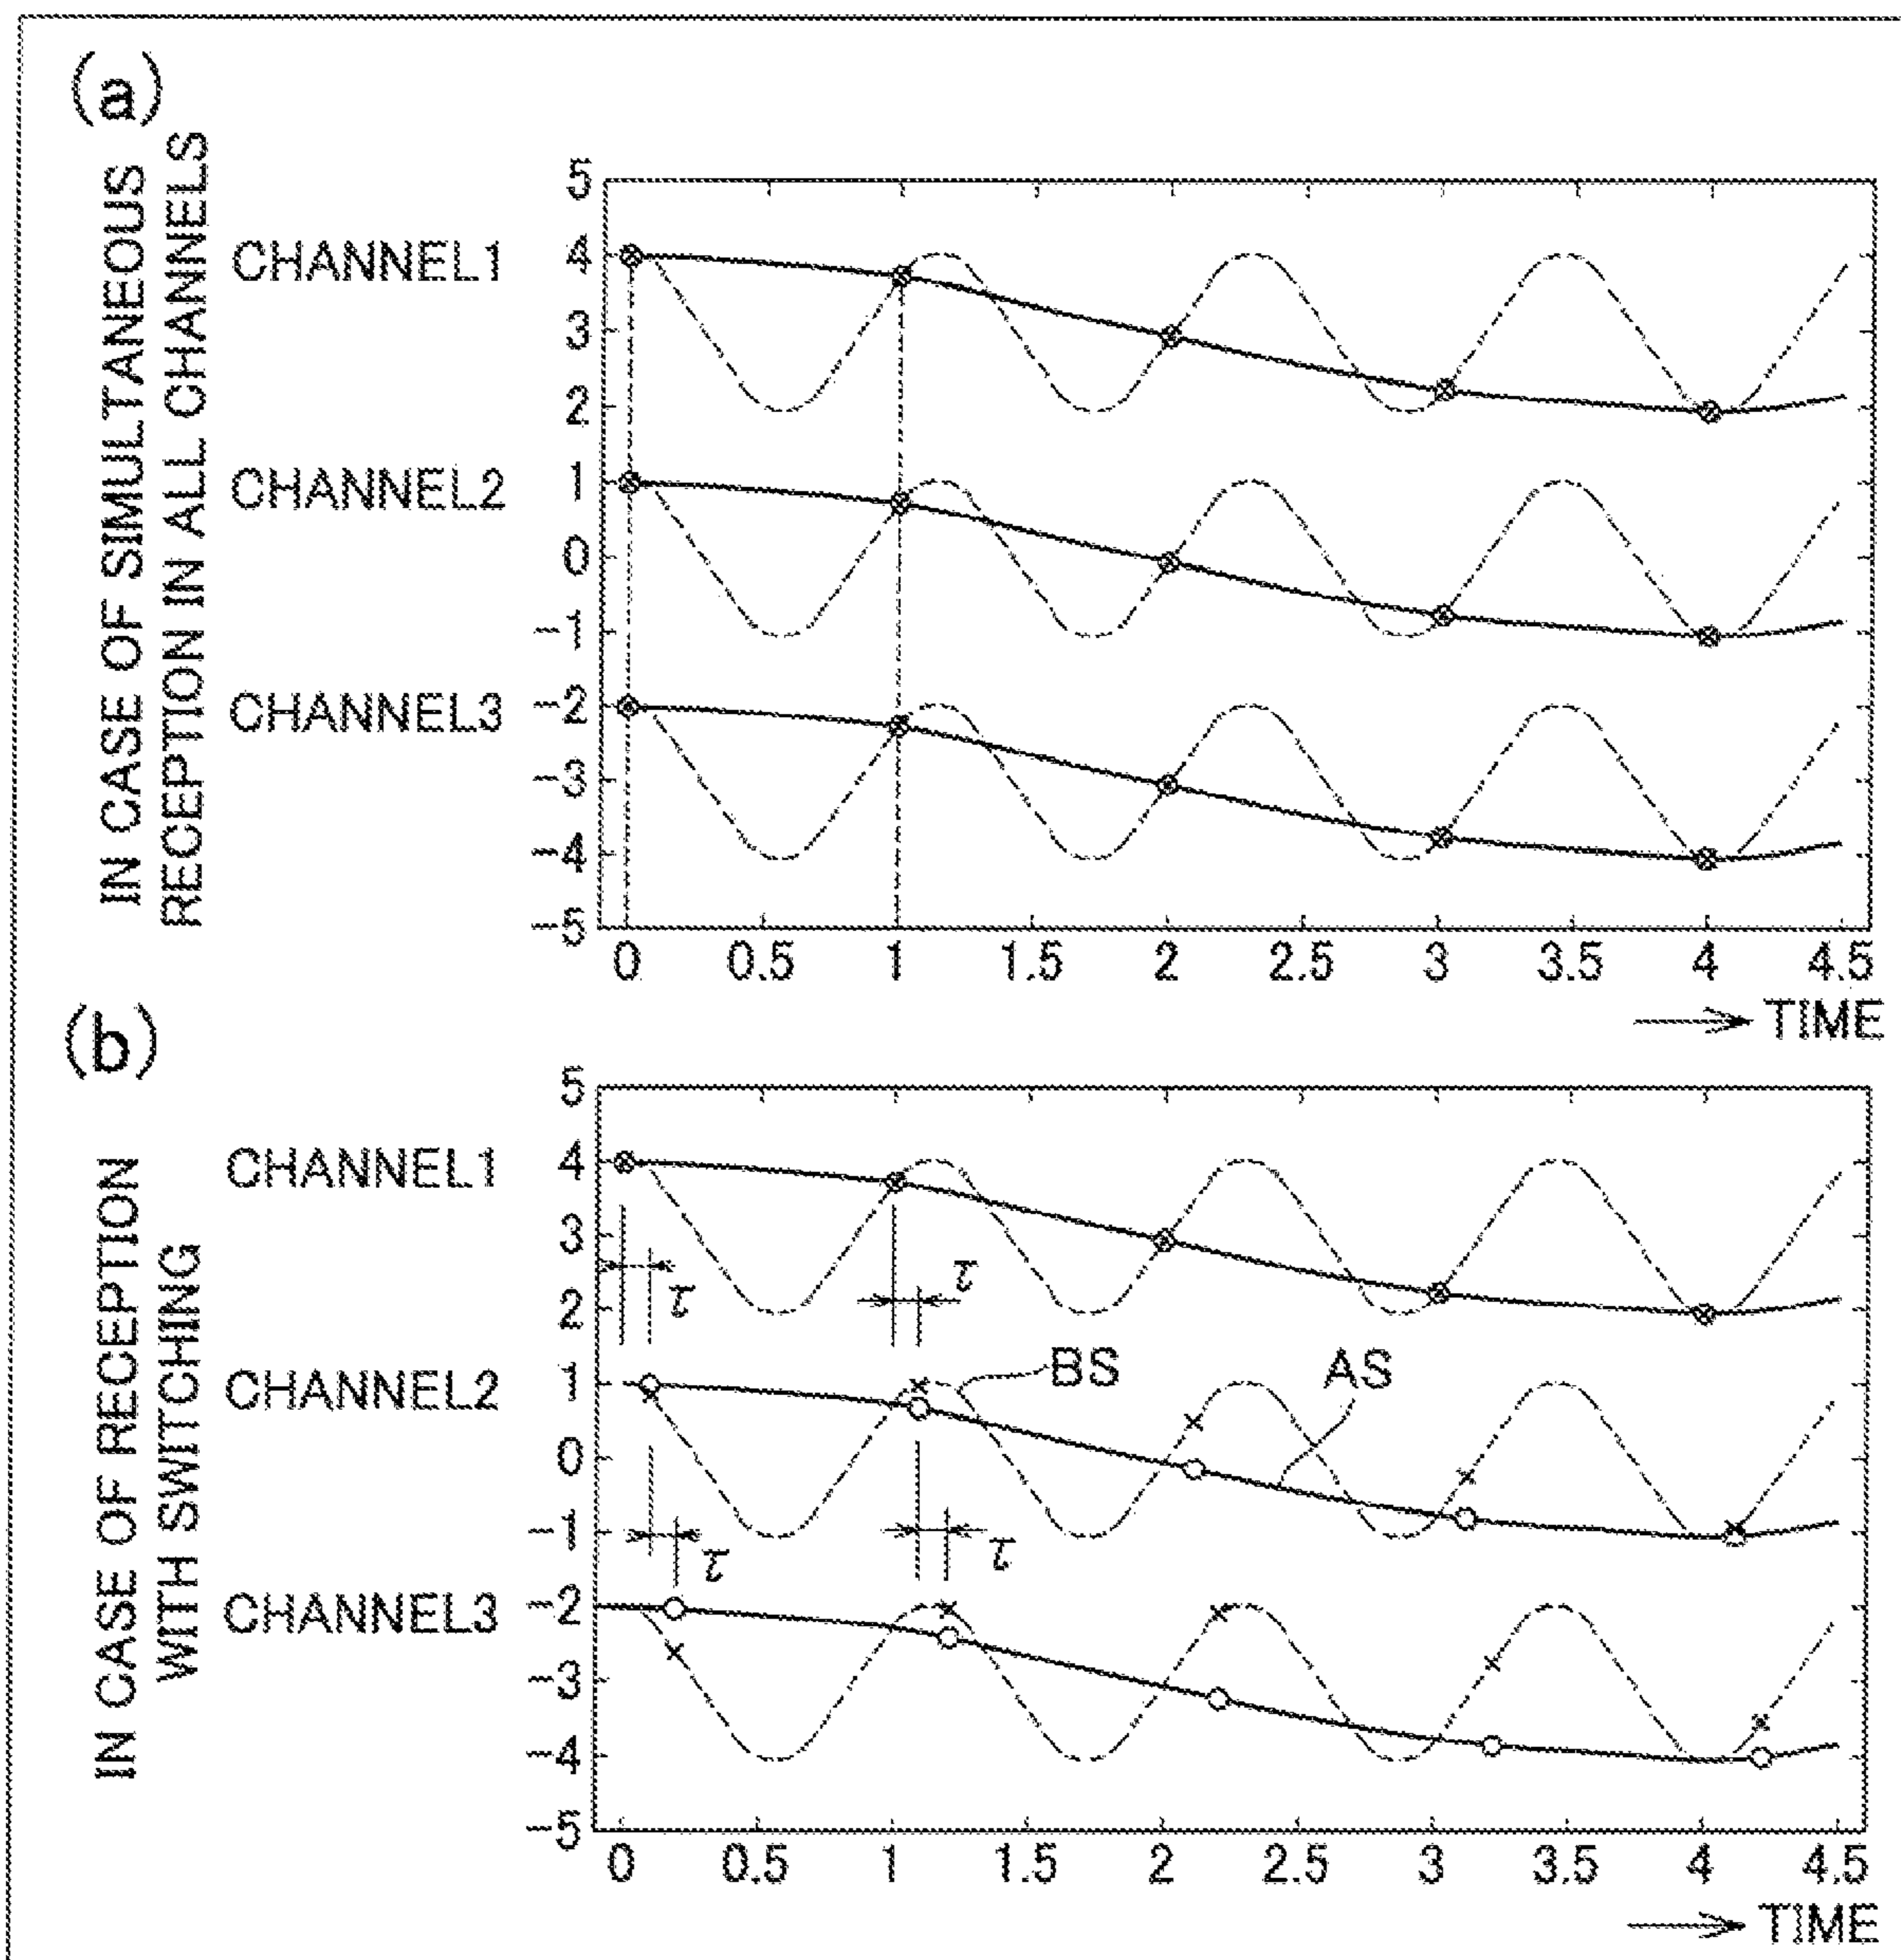 (a)
IN CASE OF SIMULTANEOUS
RECEPTION IN ALL CHANNELS
CHANNEL1
CHANNEL2
CHANNEL3
5
4
3
2
1
0
-1
-2
-3
-4
-5
0 0.5 1 1.5 2 2.5 3 3.5 4 4.5
TIME
(b)
IN CASE OF RECEPTION
WITH SWITCHING
CHANNEL1
CHANNEL2
CHANNEL3
5
4
3
2
1
0
-1
-2
-3
-4
-5
τ τ
BS AS
τ τ
0 0.5 1 1.5 2 2.5 3 3.5 4 4.5
TIME